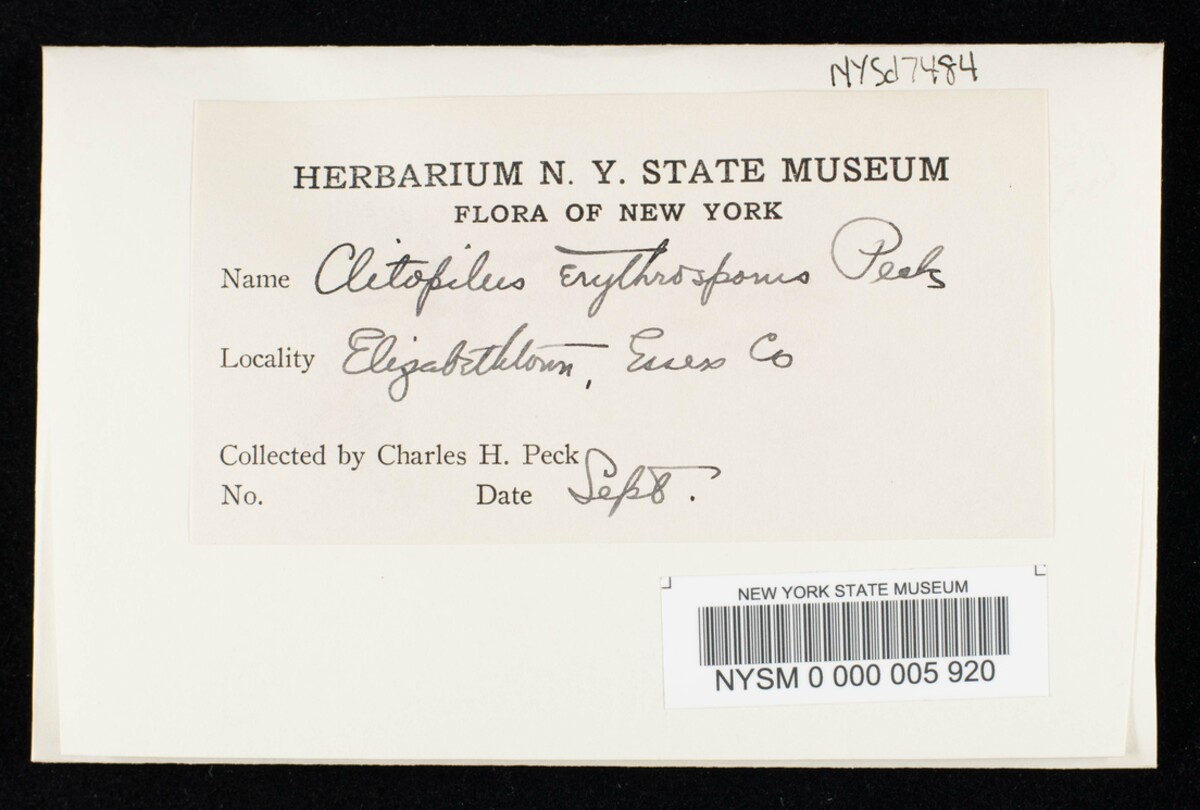 NYSd7484
HERBARIUM N. Y. STATE MUSEUM
FLORA OF NEW YORK
Name Clitopilus erythrosporus Peck
Locality Elizabethtown, Essex Co
Collected by Charles H. Peck
No. Date Sept.
NEW YORK STATE MUSEUM
NYSM 0 000 005 920